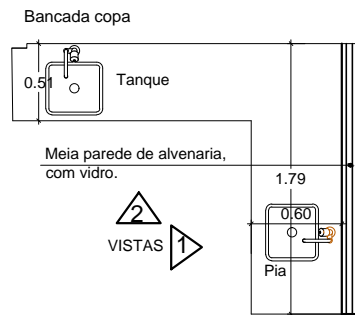 Bancada copa
0.51
Tanque
Meia parede de alvenaria,
com vidro.
1.79
2
0.60
VISTAS
1
Pia